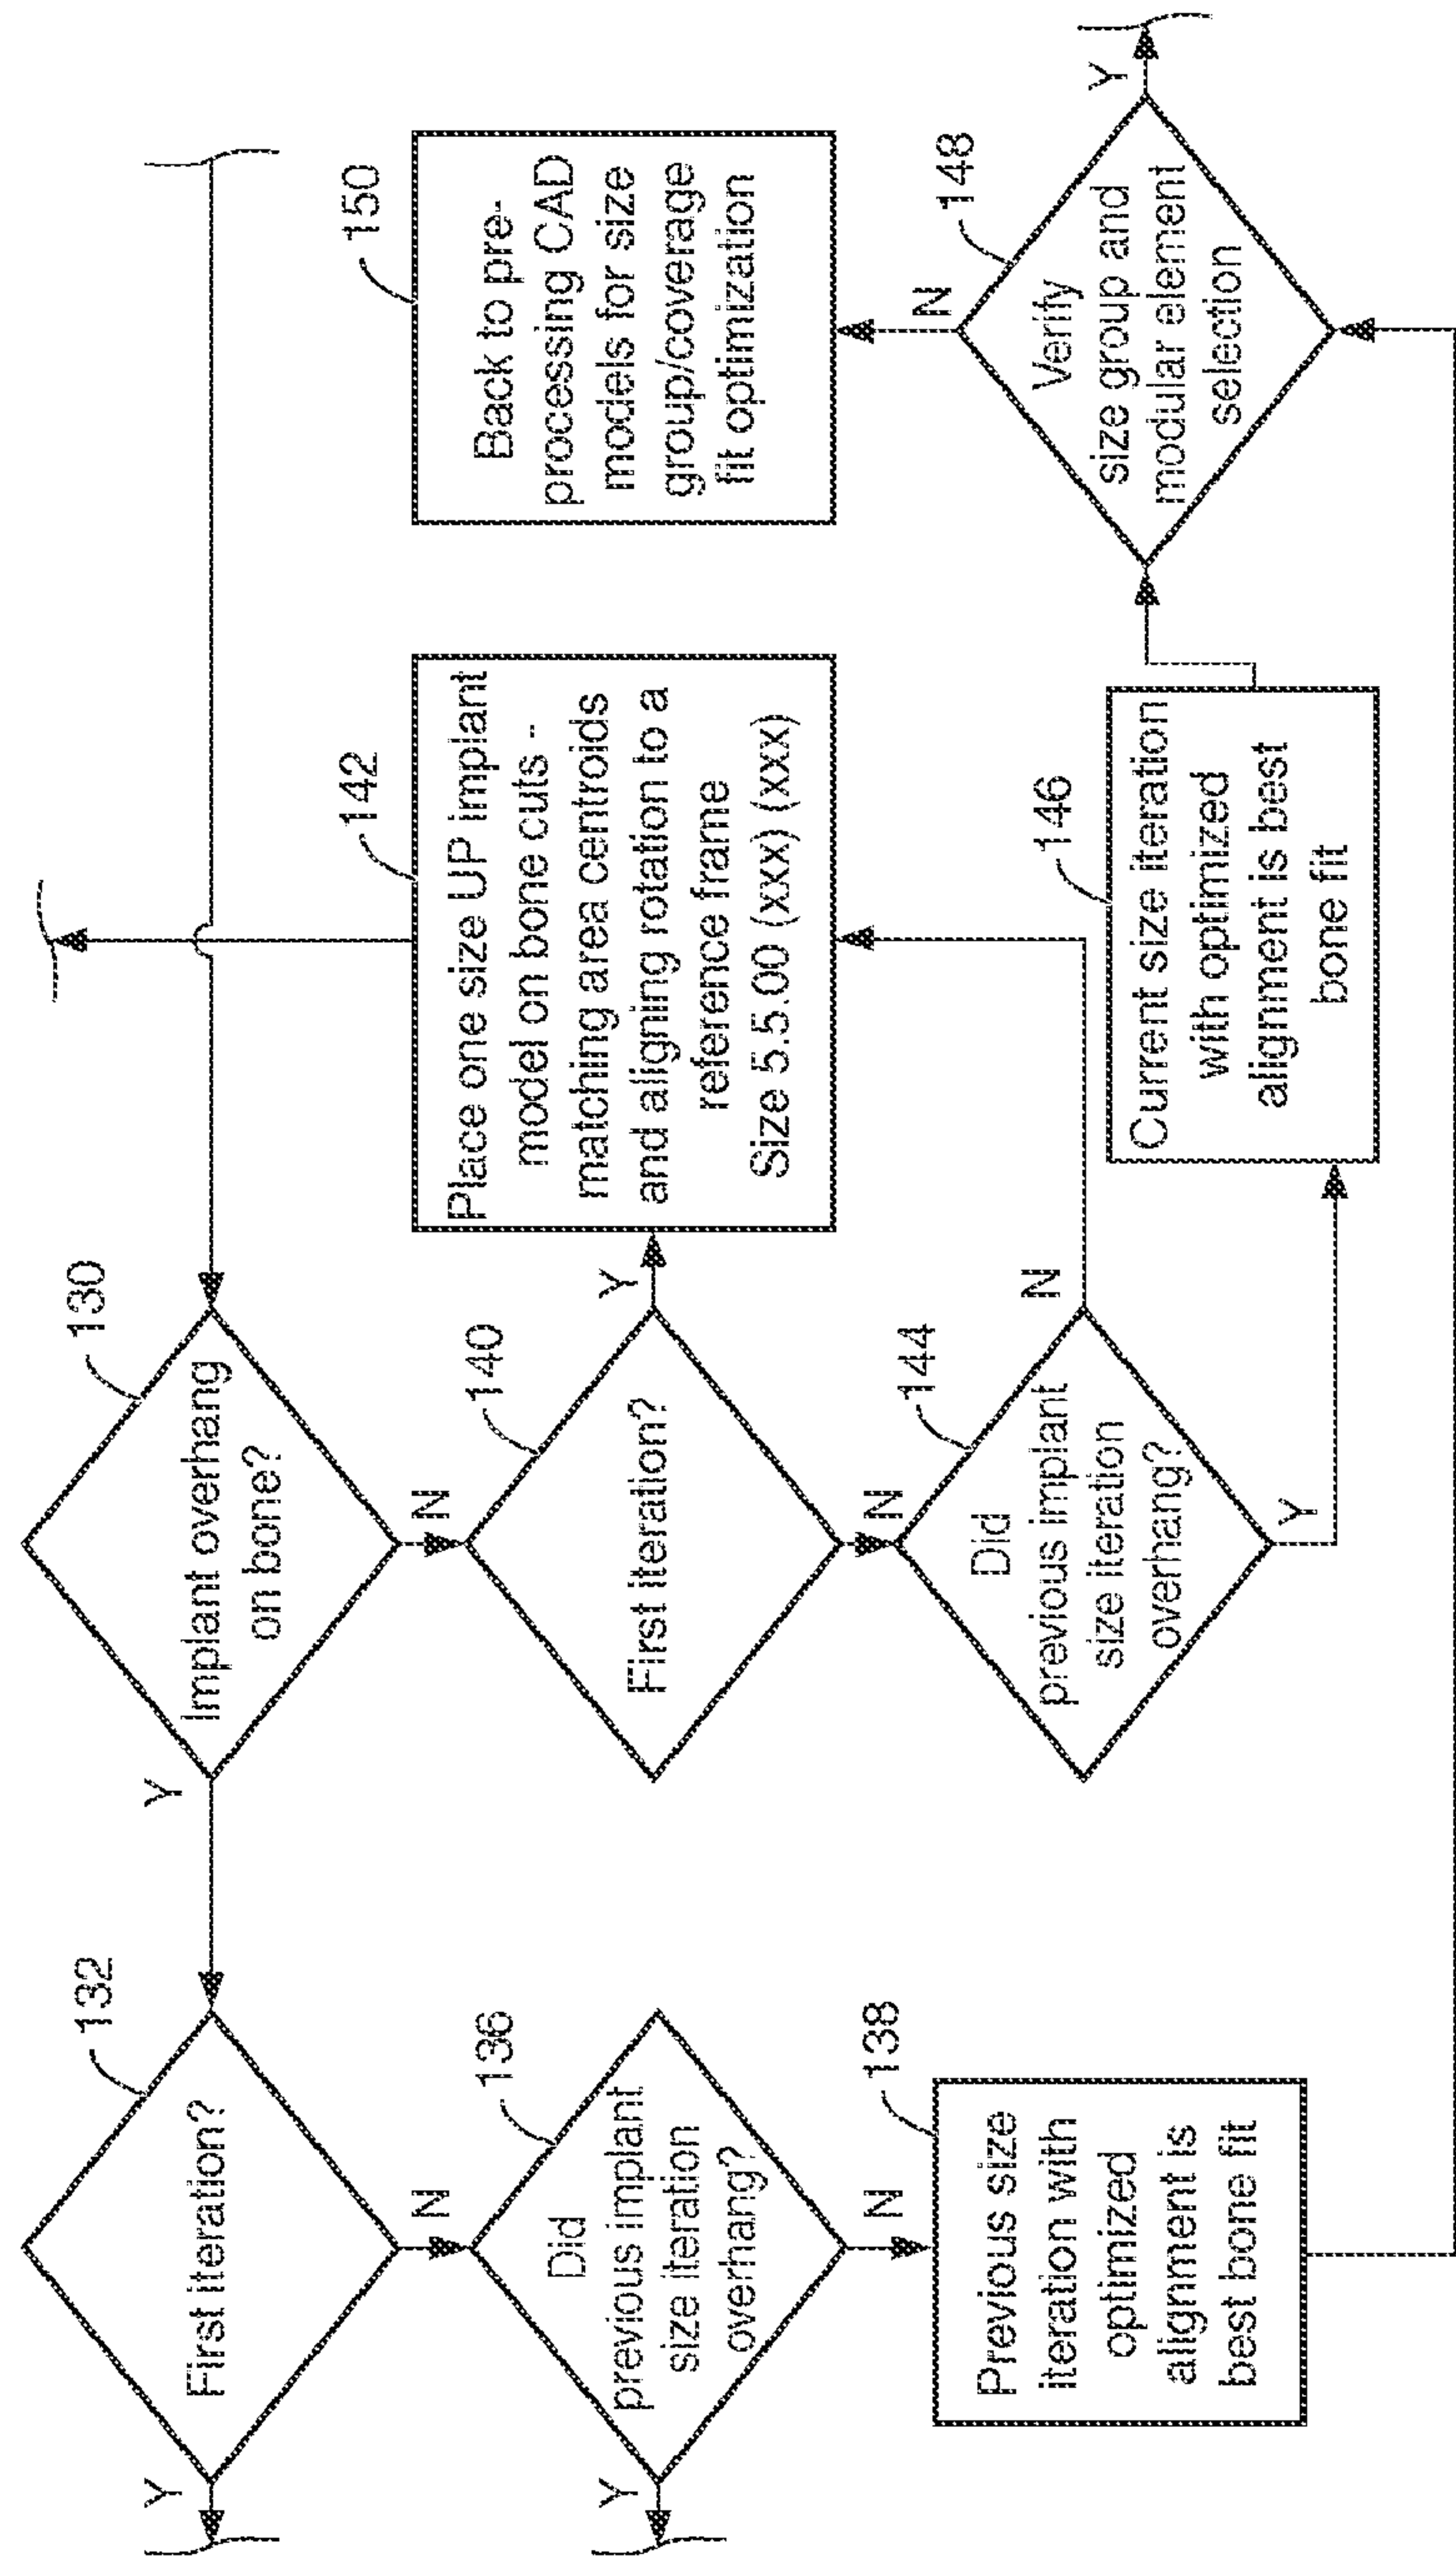 130
Implant overhang
on bone?
Y
N
132
First iteration?
Y
N
136
Did
previous implant
size iteration
overhang?
Y
N
138
Previous size
iteration with
optimized
alignment is
best bone fit
140
First iteration?
Y
N
142
Place one size UP implant
model on bone cuts -
matching area centroids
and aligning rotation to a
reference frame
Size 5.5.00 (xxx) (xxx)
144
Did
previous implant
size iteration
overhang?
N
Y
146
Current size iteration
with optimized
alignment is best
bone fit
148
Verify
size group and
modular element
selection
N
Y
150
Back to pre-
processing CAD
models for size
group/coverage
fit optimization